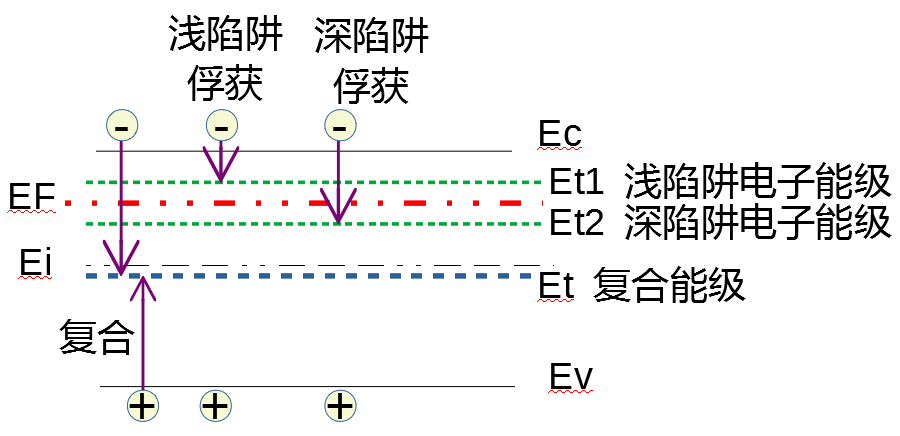 浅陷阱 深陷阱
俘获 俘获
- - -
Ec
Et1 浅陷阱电子能级
EF
Et2 深陷阱电子能级
Ei
Et 复合能级
复合
Ev
+ + +